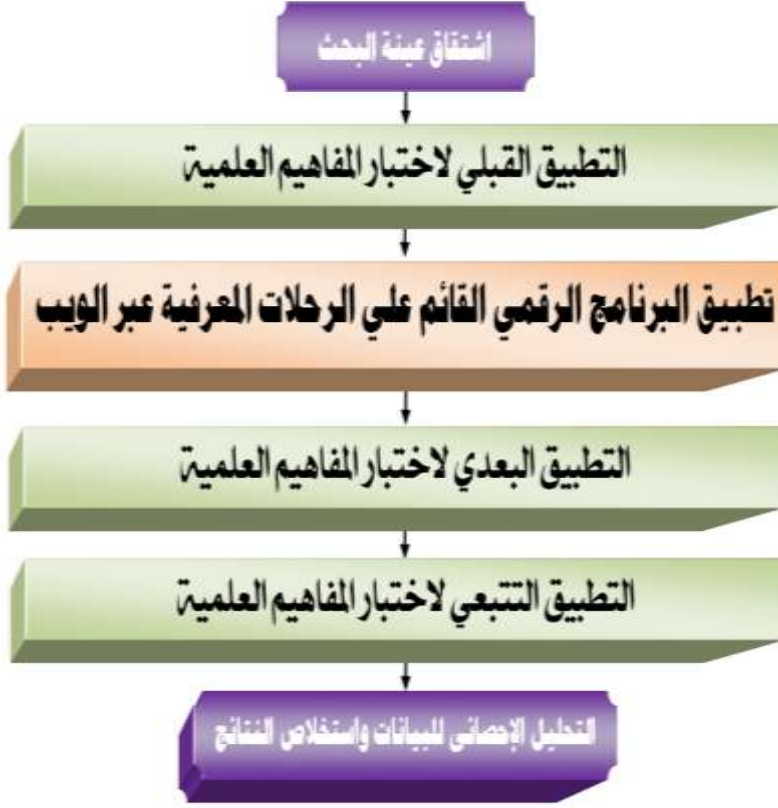 اشتقاق عينة البحث
التطبيق القبلي لاختبار المفاهيم العلمية
تطبيق البرنامج الرقمي القائم علي الرحلات المعرفية عبر الويب
التطبيق البعدي لاختبار المفاهيم العلمية
التطبيق التتبعي لاختبار المفاهيم العلمية
التحليل الإحصائى للبيانات واستخلاص النتائج